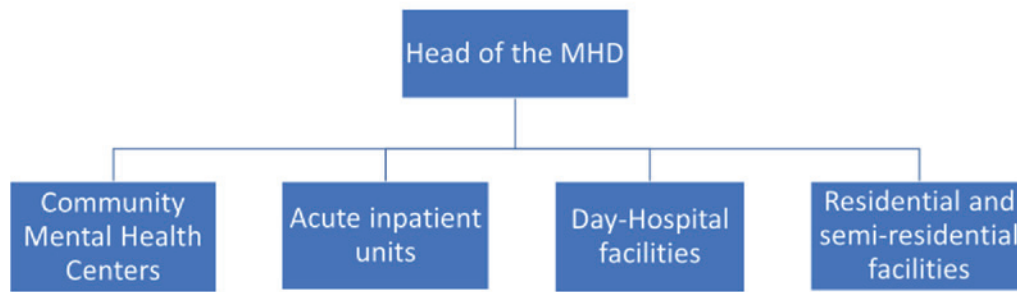 Head of the MHD
Community
Mental Health
Centers
Acute inpatient
units
Day-Hospital
facilities
Residential and
semi-residential
facilities